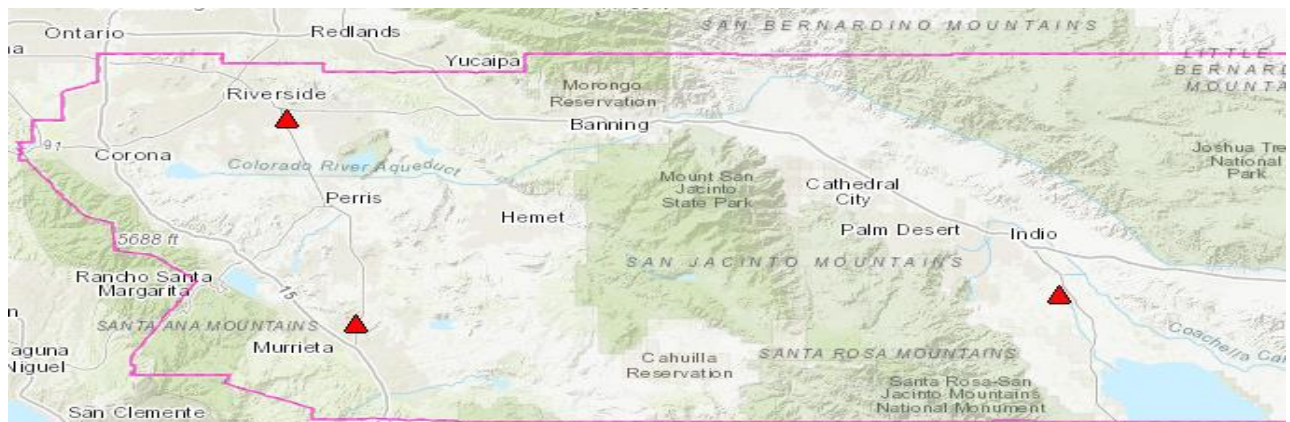 SAN BERNARDINO MOUNTAINS
Ontario
Redlands
na
Yucaipa
LITTLE
BERNARD
MOUNTA
Morongo
Reservation
Riverside
Banning
91
Corona
Colorado River Aqueduct
Joshua Tre
National
Park
Mount San
Jacinto
State Park
Cathedral
City
Perris
Hemet
Palm Desert
Indio
5688 ft
SAN JACINTO MOUNTAINS
Rancho Santa
Margarita
15
n
SANTA ANA MOUNTAINS
Coachella Ca
Murrieta
aguna
Niguel
Cahuilla
Reservation
SANTA ROSA MOUNTAINS
Santa Rosa-San
Jacinto Mountains
National Monument
San Clemente